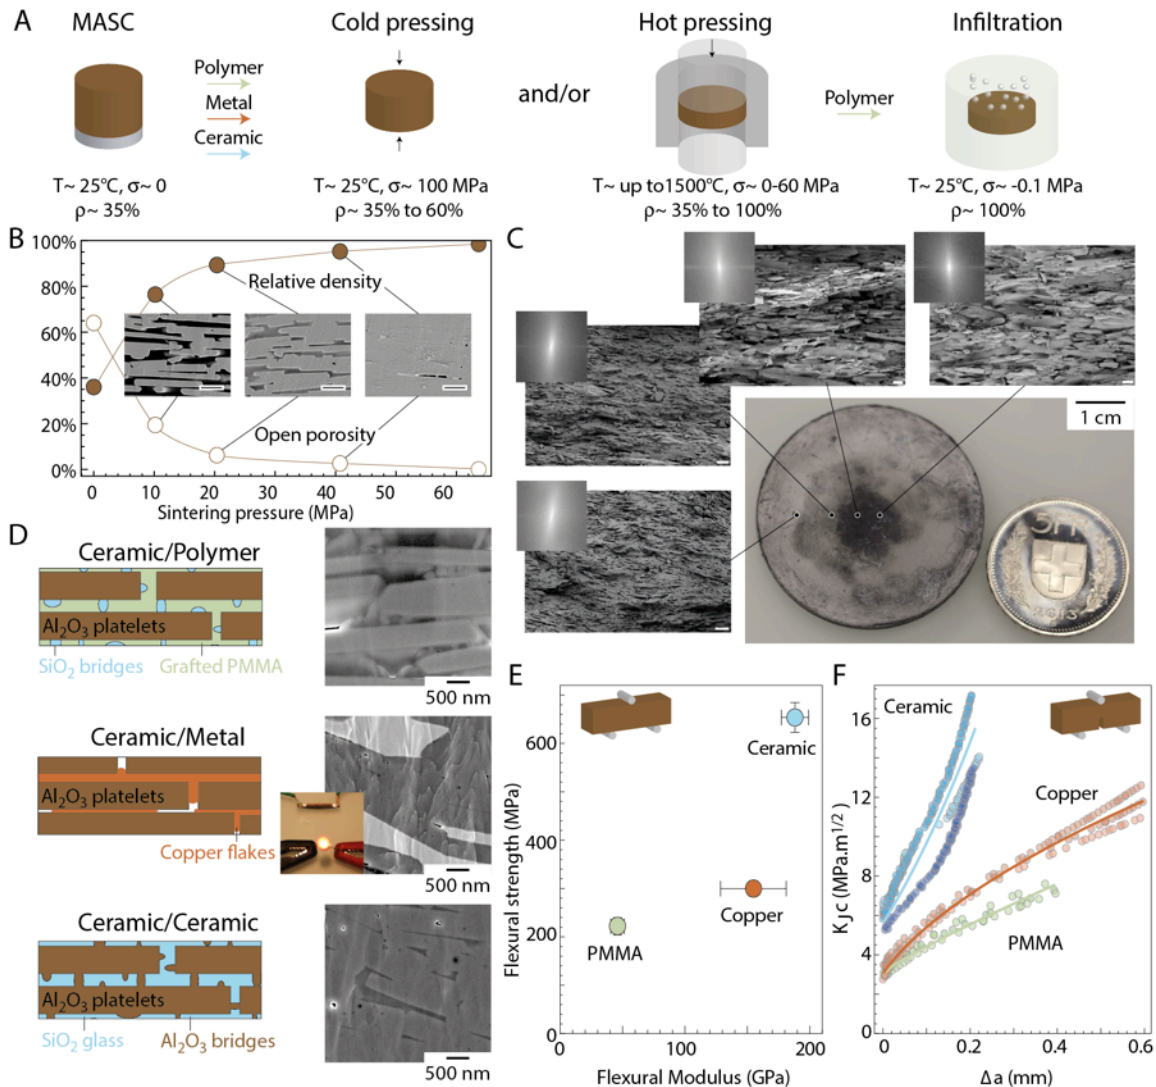 A
MASC
Cold pressing
Hot pressing
Infiltration
Polymer
Metal
Ceramic
and/or
Polymer
T~ 25°C, σ~ 0
ρ~ 35%
T~ 25°C, σ~ 100 MPa
ρ~ 35% to 60%
T~ up to1500°C, σ~ 0-60 MPa
ρ~ 35% to 100%
T~ 25°C, σ~ -0.1 MPa
ρ~ 100%
B
100%
80%
60%
40%
20%
0%
Relative density
Open porosity
0 10 20 30 40 50 60
Sintering pressure (MPa)
C
1 cm
5 Fr
2013
D
Ceramic/Polymer
Al2O3 platelets
SiO2 bridges
Grafted PMMA
500 nm
Ceramic/Metal
Al2O3 platelets
Copper flakes
500 nm
Ceramic/Ceramic
Al2O3 platelets
SiO2 glass
Al2O3 bridges
500 nm
E
Flexural strength (MPa)
600
400
200
0
Ceramic
Copper
PMMA
0 100 200
Flexural Modulus (GPa)
F
KJc (MPa.m1/2)
16
12
8
4
0
Ceramic
Copper
PMMA
0 0.2 0.4 0.6
Δa (mm)